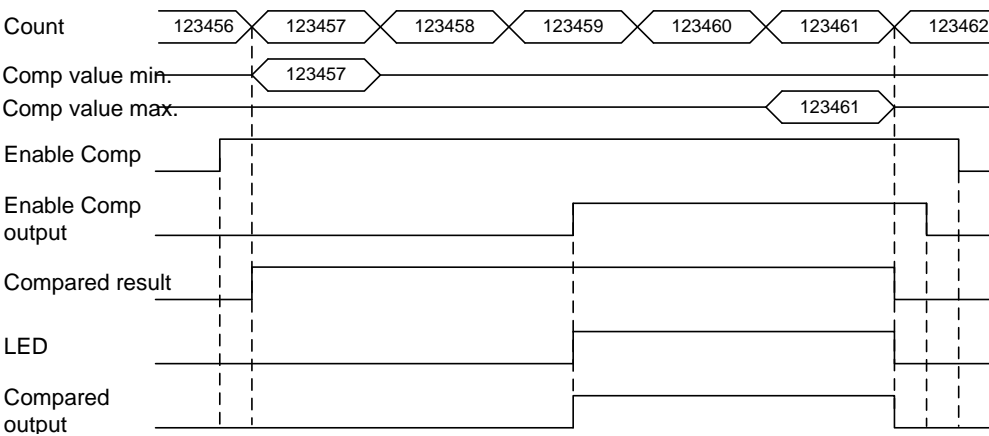 Count 123456 123457 123458 123459 123460 123461 123462
Comp value min. 123457
Comp value max. 123461
Enable Comp
Enable Comp
output
Compared result
LED
Compared
output